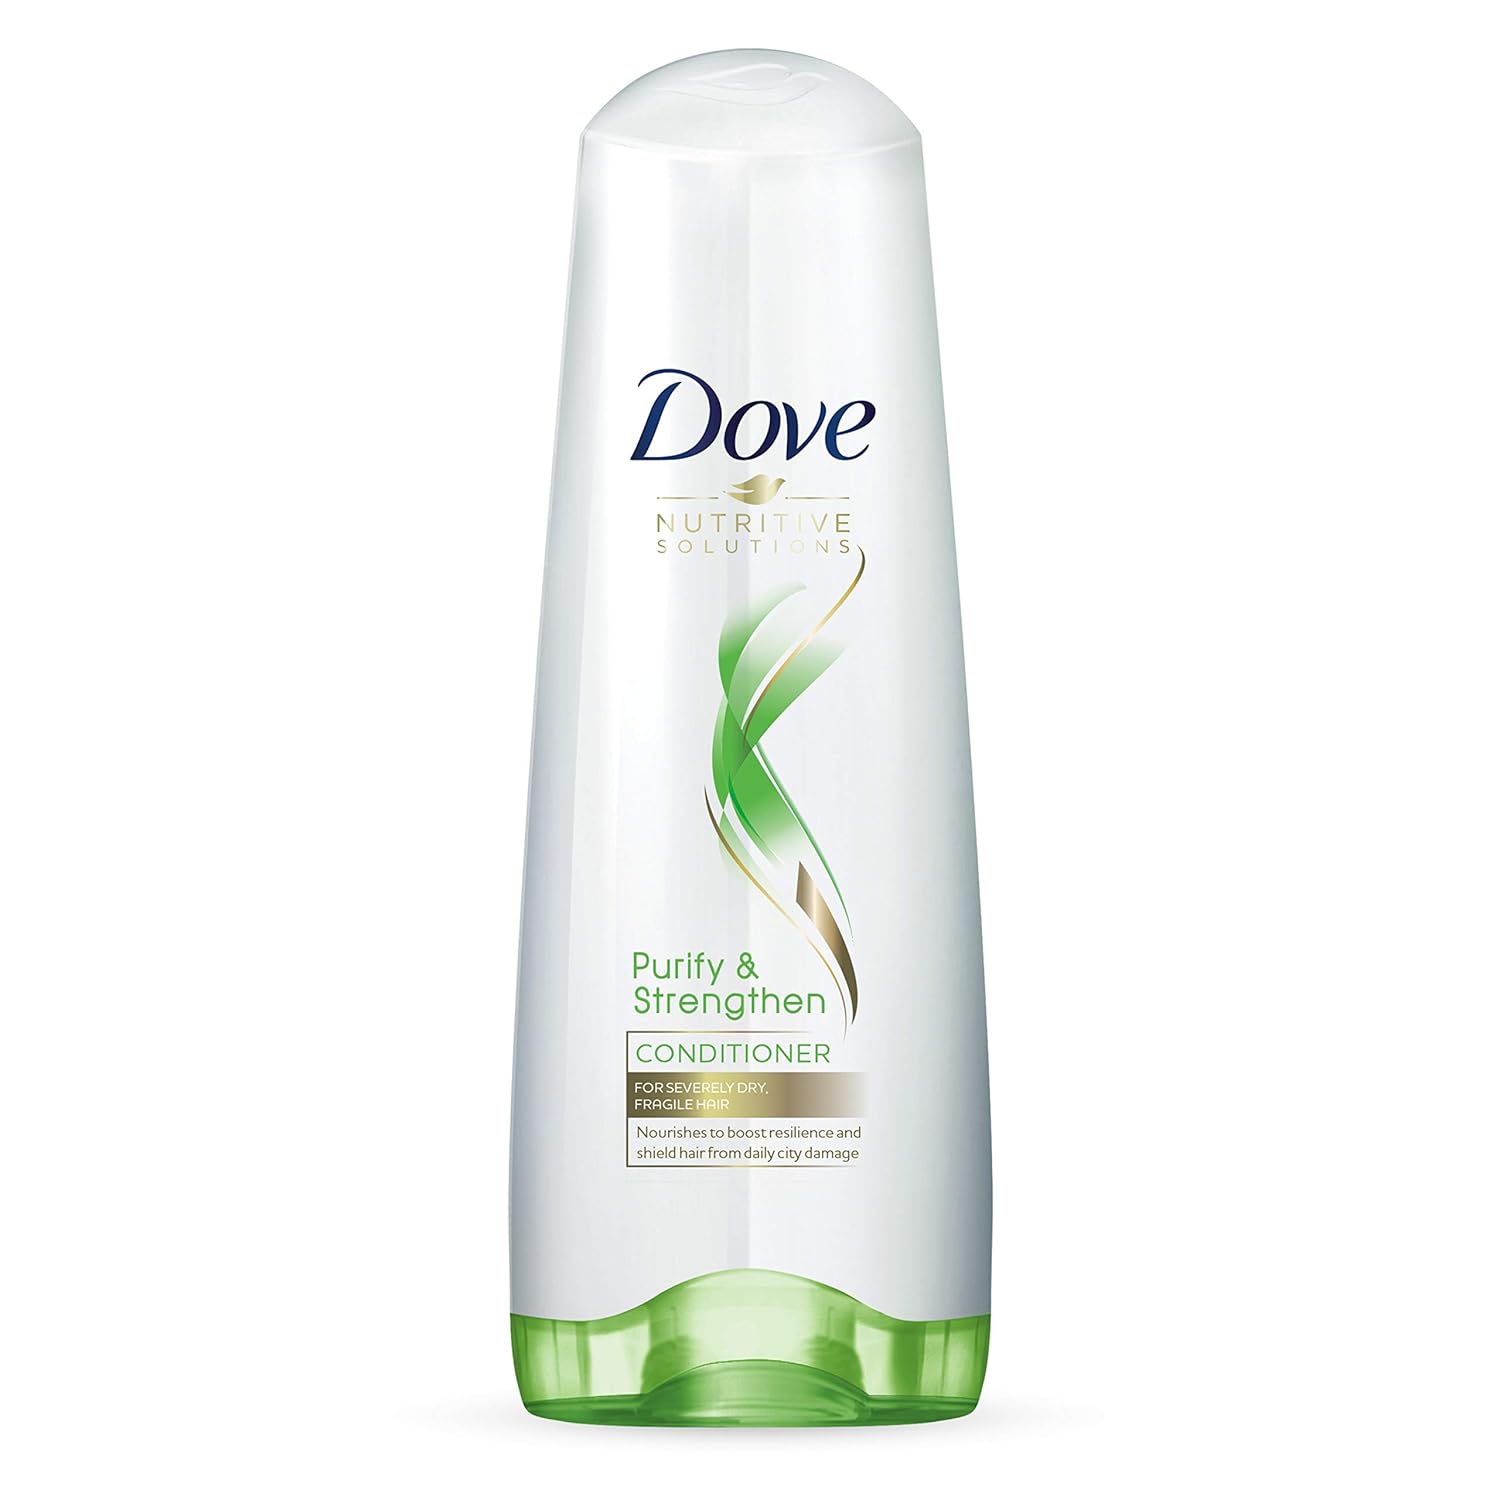 Dove
NUTRITIVE
SOLUTIONS
Purify &
Strengthen
CONDITIONER
FOR SEVERELY DRY,
FRAGILE HAIR
Nourishes to boost resilience and
shield hair from daily city damage